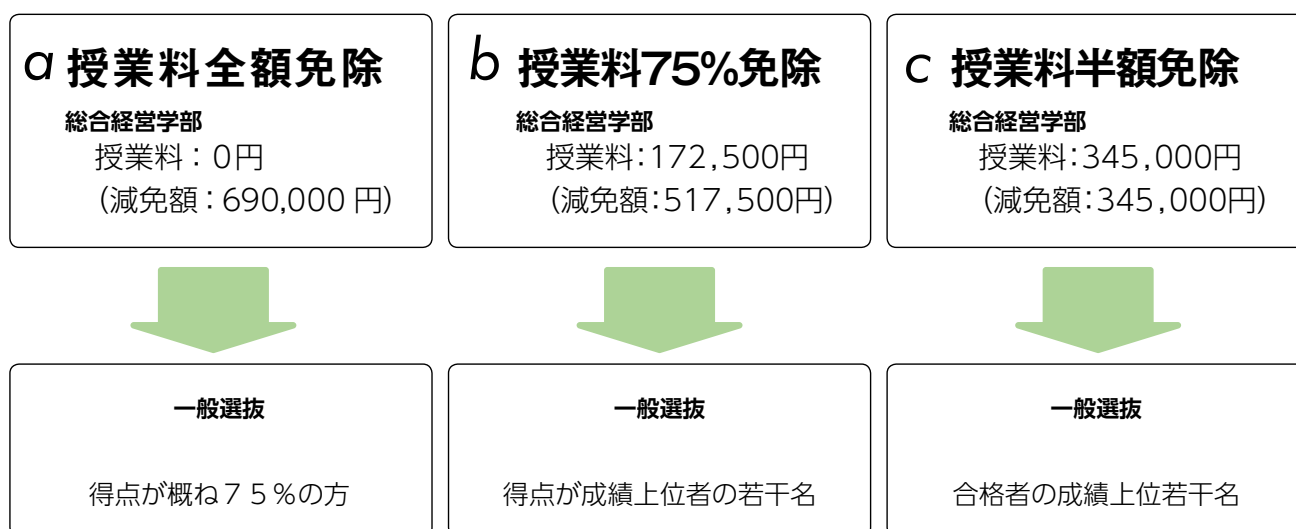 a 授業料全額免除
総合経営学部
授業料：0円
（減免額：690,000 円）
b 授業料75%免除
総合経営学部
授業料：172,500円
（減免額：517,500円）
c 授業料半額免除
総合経営学部
授業料：345,000円
（減免額：345,000円）
一般選抜
得点が概ね７５%の方
一般選抜
得点が成績上位者の若干名
一般選抜
合格者の成績上位若干名